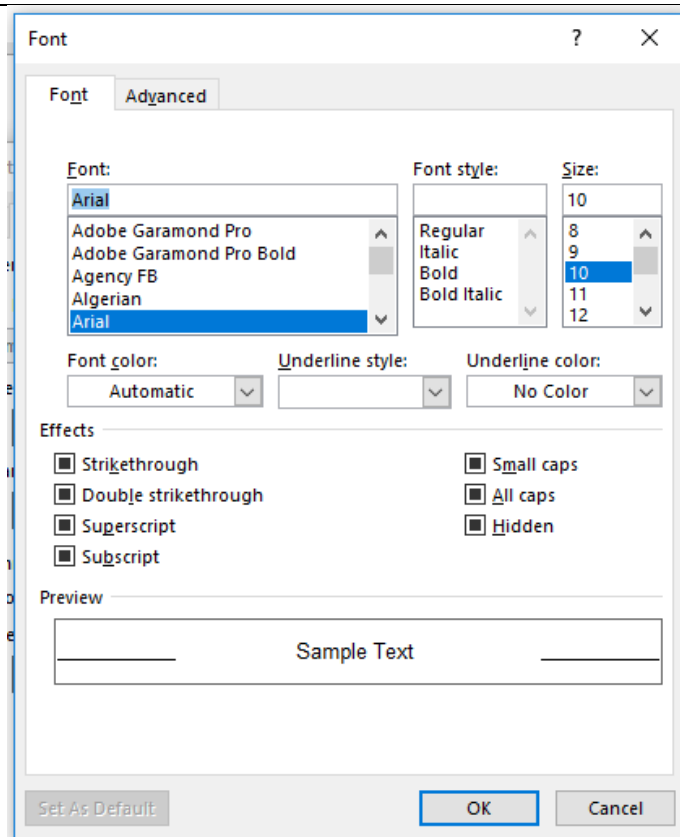 Font ?
Font Advanced
Font: Font style: Size:
Arial 10
Adobe Garamond Pro Regular 8
Adobe Garamond Pro Bold Italic 9
Agency FB Bold 10
Algerian Bold Italic 11
Arial 12
Font color: Underline style: Underline color:
Automatic No Color
Effects
Strikethrough Small caps
Double strikethrough All caps
Superscript Hidden
Subscript
Preview
Sample Text
Set As Default OK Cancel